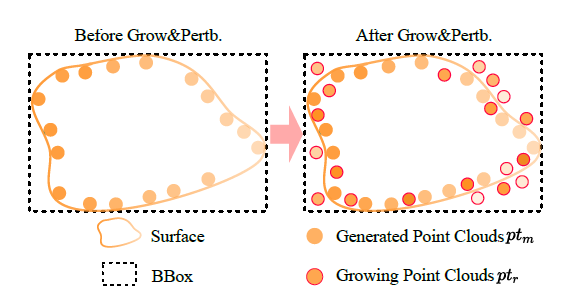 Before Grow&Pertb.
After Grow&Pertb.
Surface
Generated Point Clouds pt_m
BBox
Growing Point Clouds pt_r